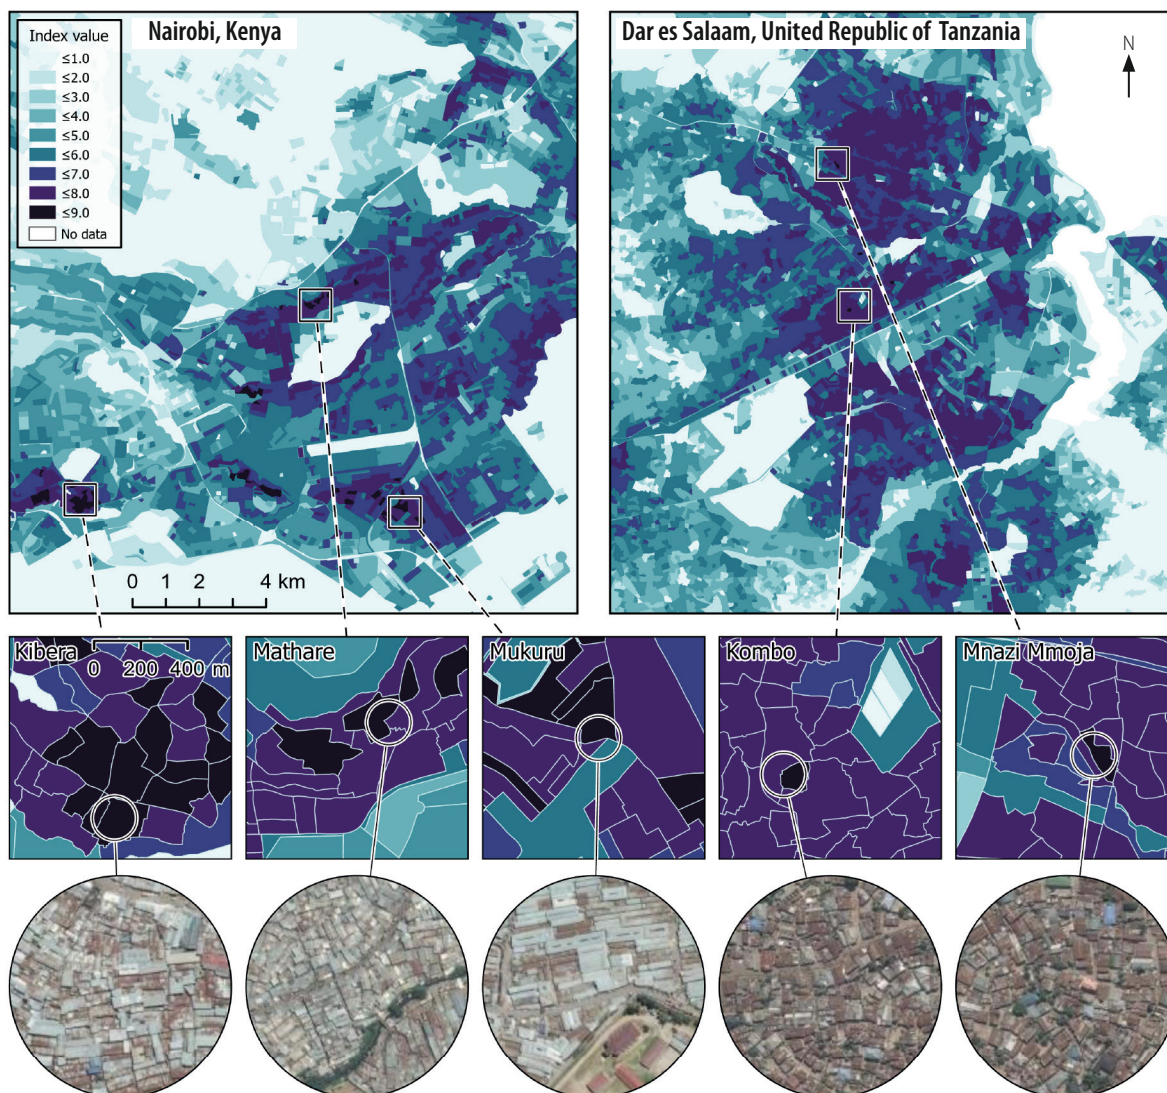 Nairobi, Kenya
Dar es Salaam, United Republic of Tanzania
Index value
≤1.0
≤2.0
≤3.0
≤4.0
≤5.0
≤6.0
≤7.0
≤8.0
≤9.0
No data
N
0 1 2 4 km
Kibera
0 200 400 m
Mathare
Mukuru
Kombo
Mnazi Mmoja